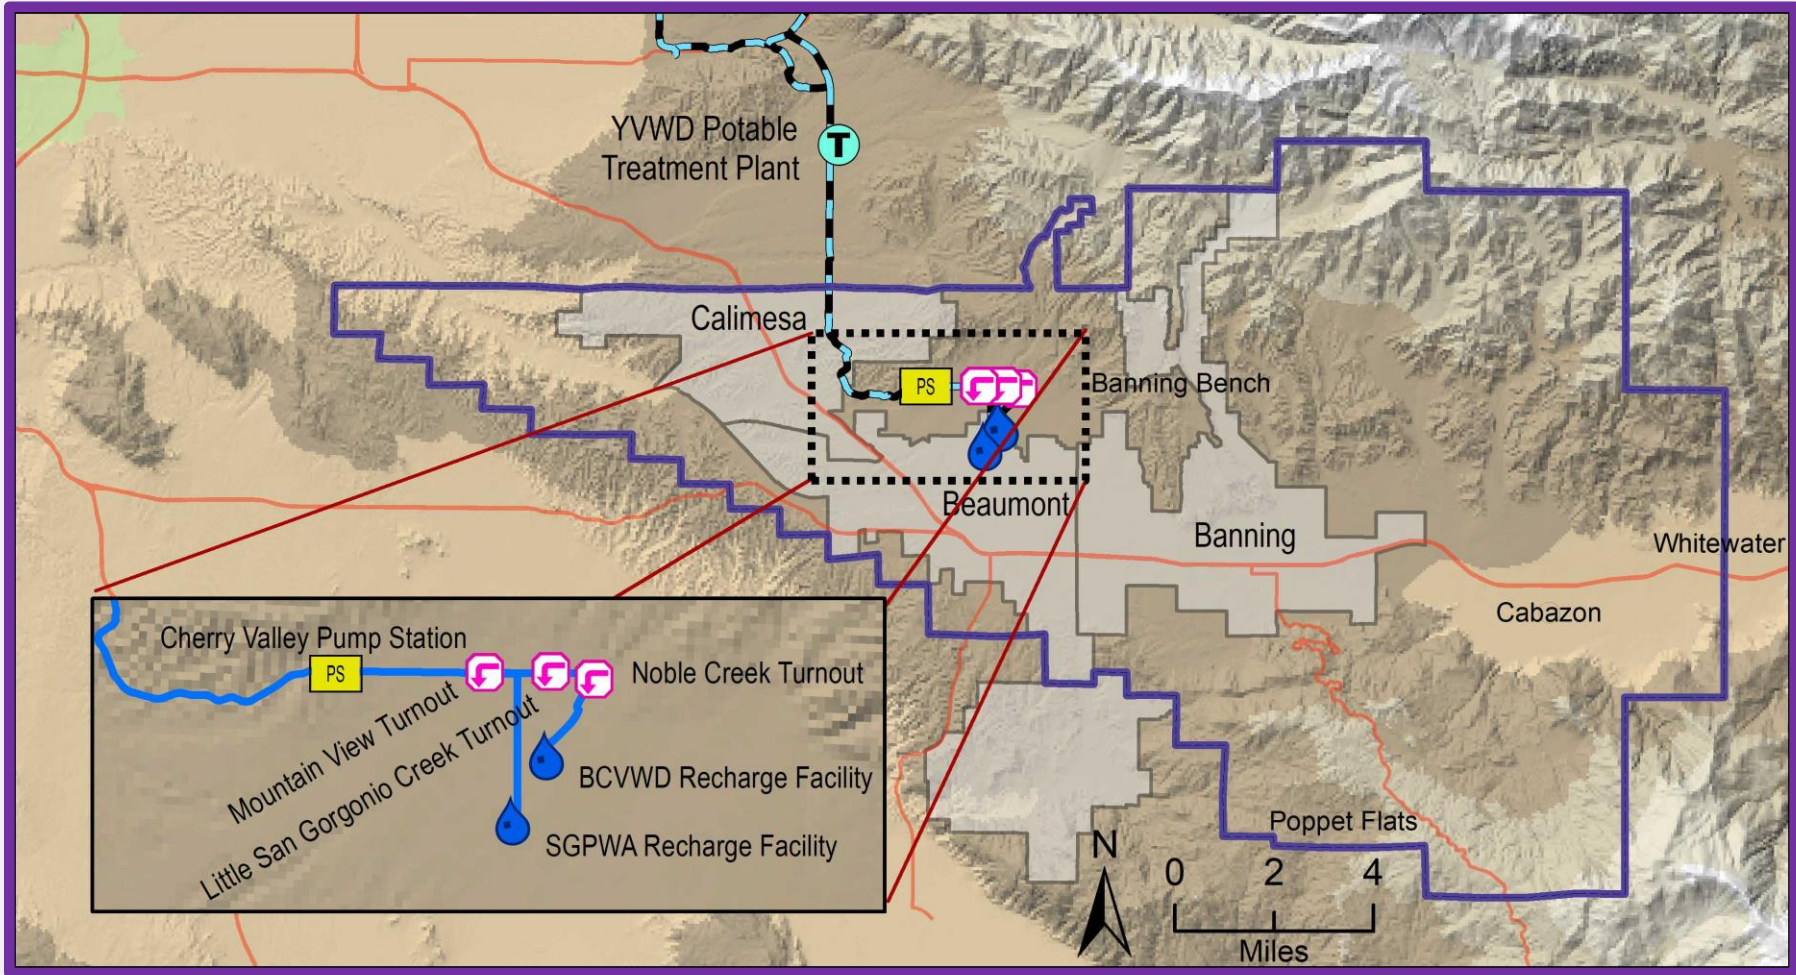 YVWD Potable
Treatment Plant
T
Calimesa
PS
Banning Bench
Beaumont
Banning
Whitewater
Cabazon
Poppet Flats
Cherry Valley Pump Station
PS
Noble Creek Turnout
Mountain View Turnout
Little San Gorgonio Creek Turnout
BCVWD Recharge Facility
SGPWA Recharge Facility
N
0 2 4
Miles